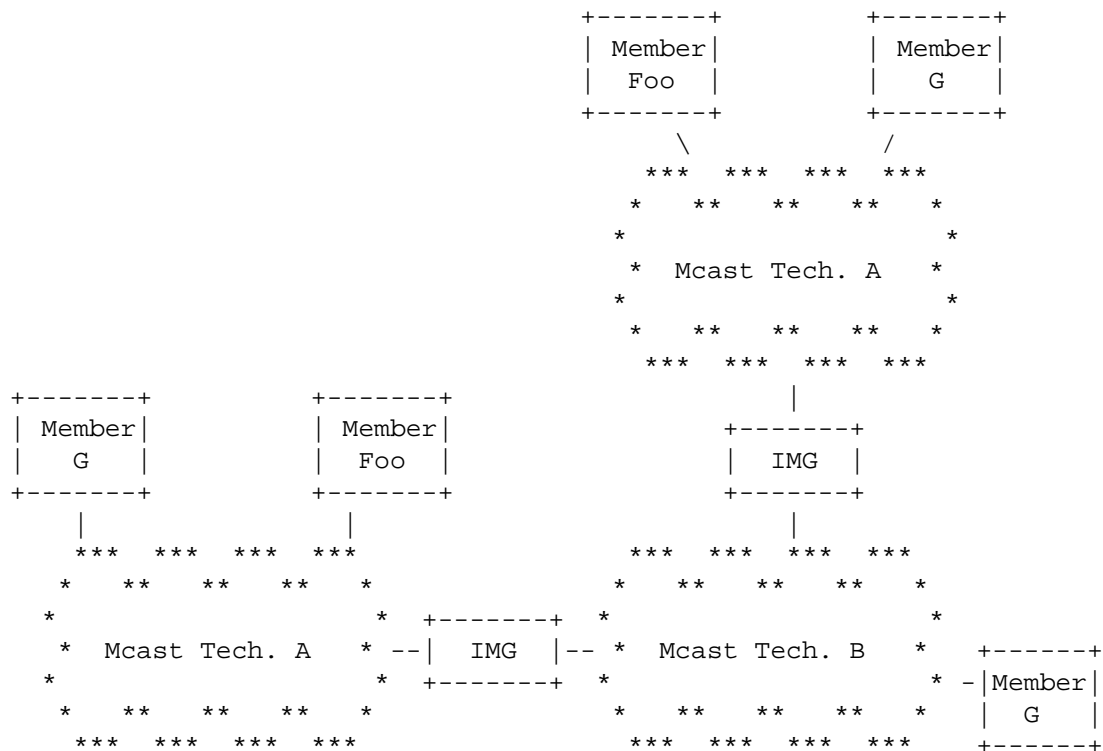 Member Foo
Member G
Mcast Tech. A
IMG
Member G
Member Foo
Mcast Tech. A
IMG
Mcast Tech. B
Member G